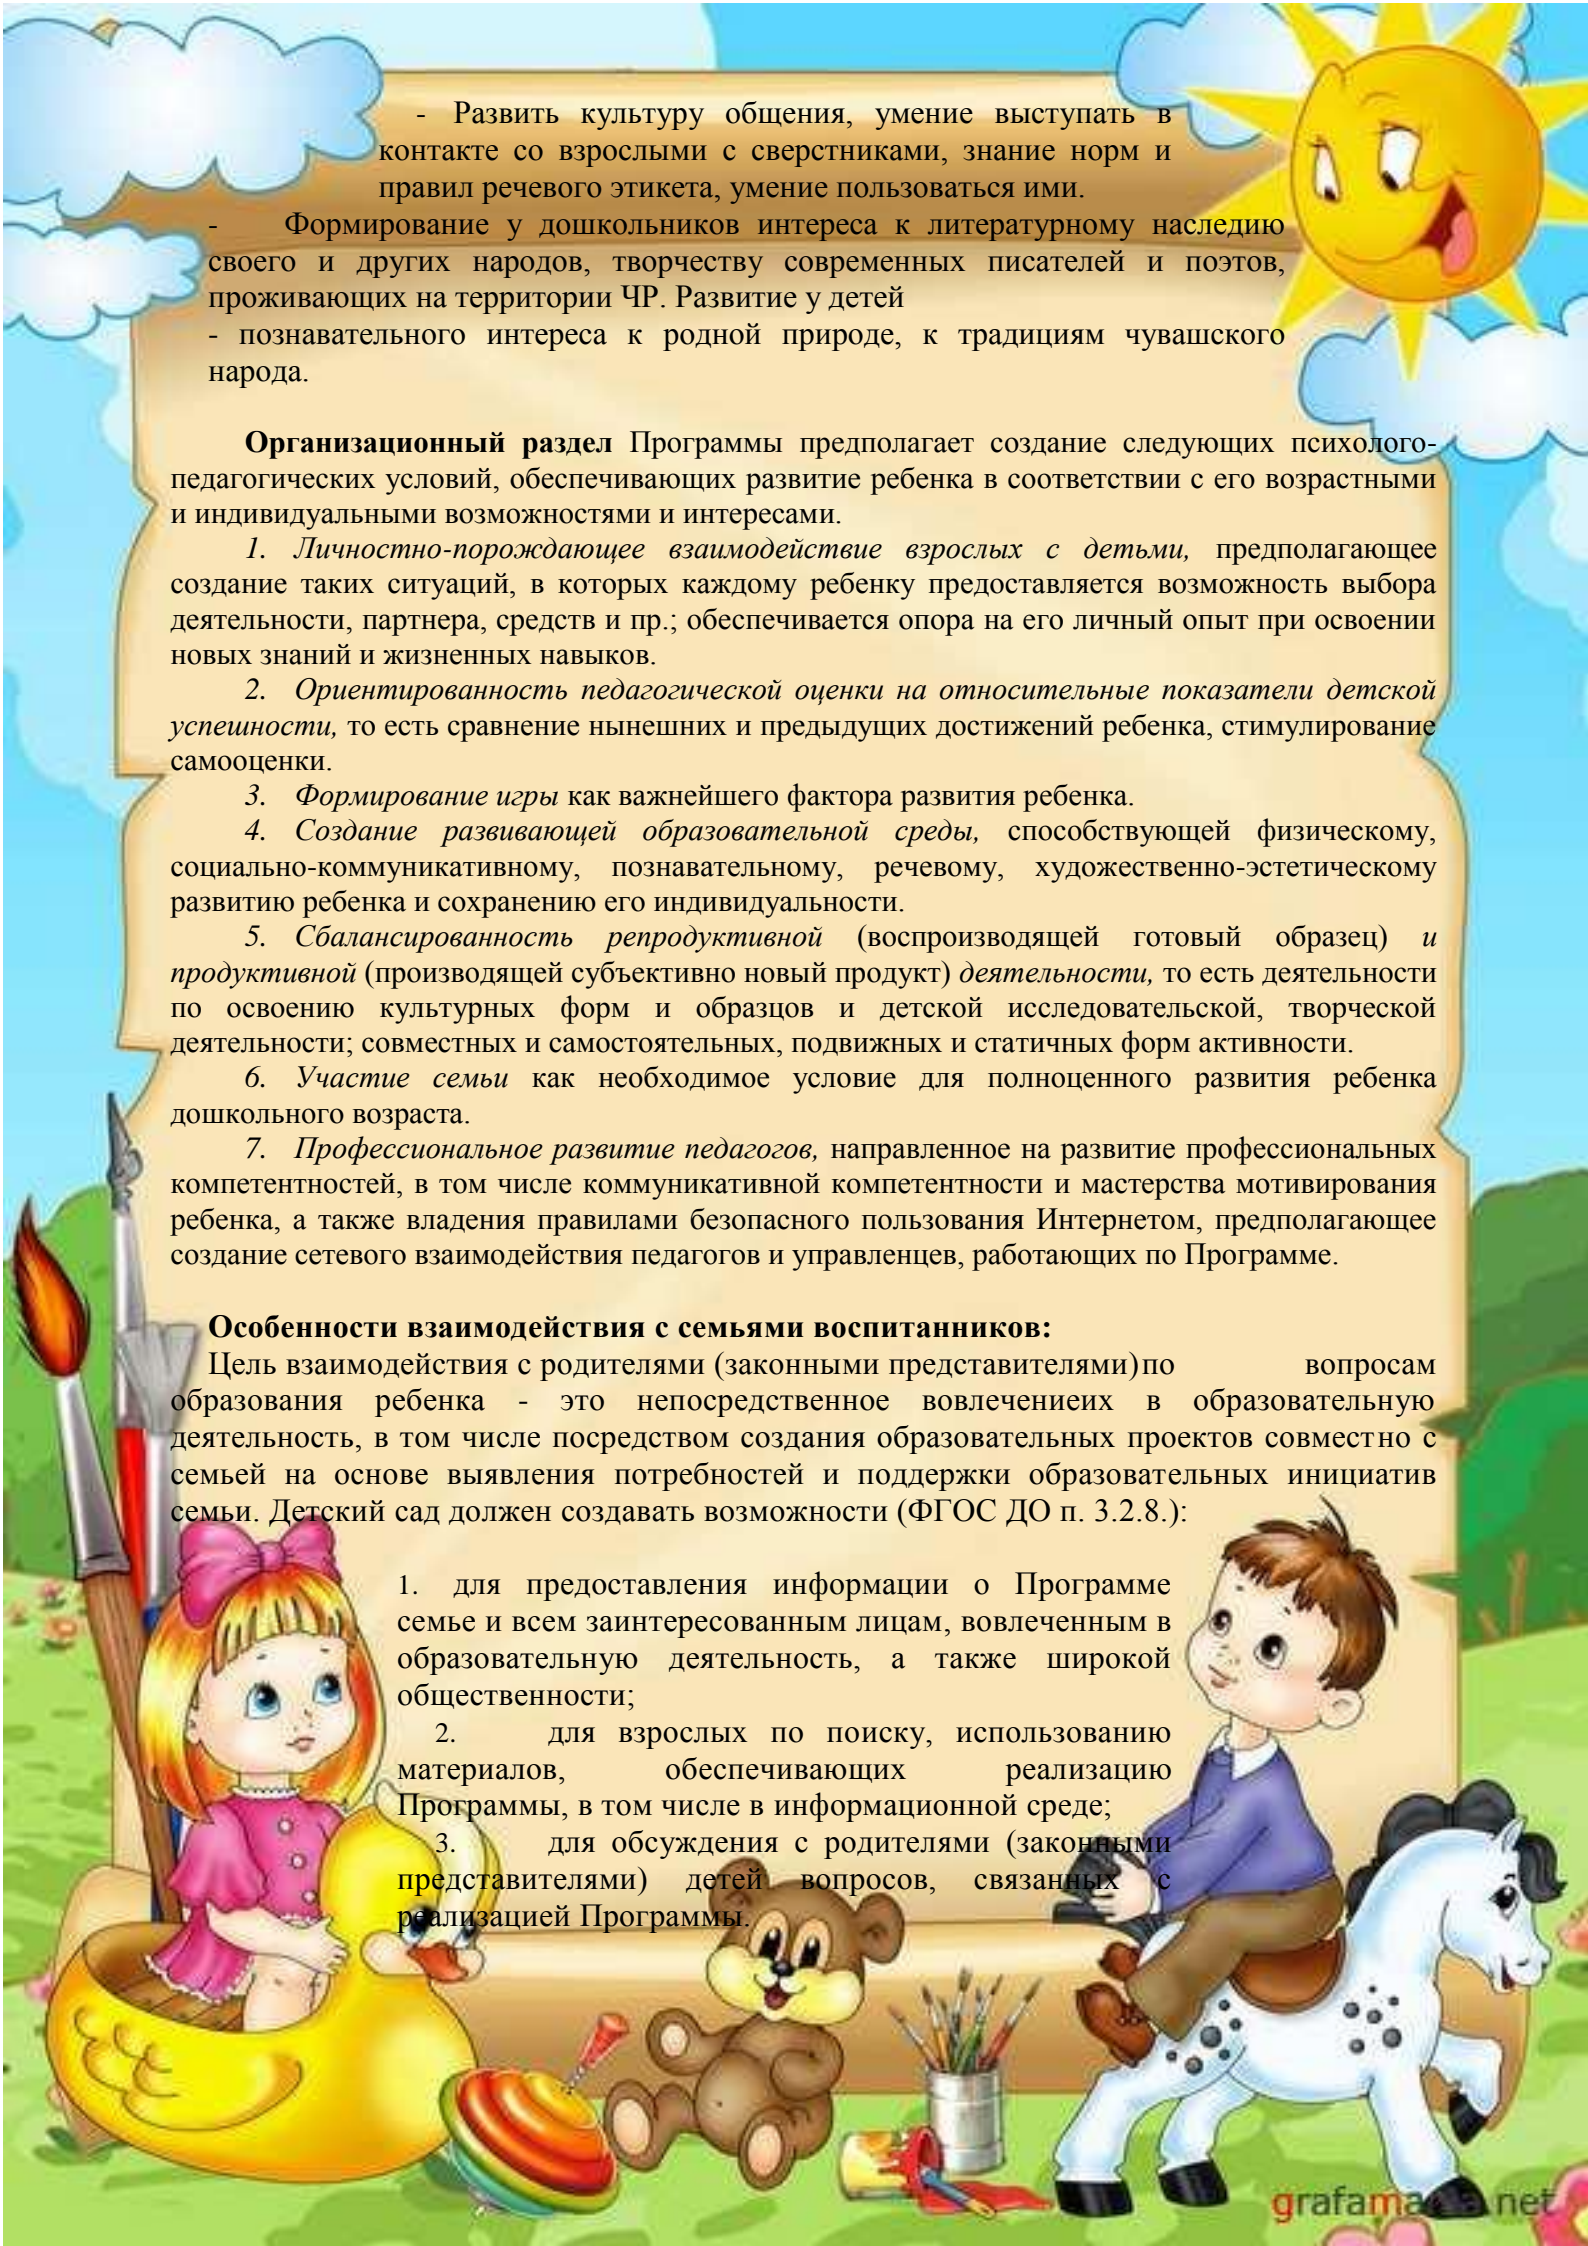 - Развить культуру общения, умение выступать в
контакте со взрослыми с сверстниками, знание норм и
правил речевого этикета, умение пользоваться ими.
- Формирование у дошкольников интереса к литературному наследию
своего и других народов, творчеству современных писателей и поэтов,
проживающих на территории ЧР. Развитие у детей
- познавательного интереса к родной природе, к традициям чувашского
народа.
Организационный раздел Программы предполагает создание следующих психолого-
педагогических условий, обеспечивающих развитие ребенка в соответствии с его возрастными
и индивидуальными возможностями и интересами.
1. Личностно-порождающее взаимодействие взрослых с детьми, предполагающее
создание таких ситуаций, в которых каждому ребенку предоставляется возможность выбора
деятельности, партнера, средств и пр.; обеспечивается опора на его личный опыт при освоении
новых знаний и жизненных навыков.
2. Ориентированность педагогической оценки на относительные показатели детской
успешности, то есть сравнение нынешних и предыдущих достижений ребенка, стимулирование
самооценки.
3. Формирование игры как важнейшего фактора развития ребенка.
4. Создание развивающей образовательной среды, способствующей физическому,
социально-коммуникативному, познавательному, речевому, художественно-эстетическому
развитию ребенка и сохранению его индивидуальности.
5. Сбалансированность репродуктивной (воспроизводящей готовый образец) и
продуктивной (производящей субъективно новый продукт) деятельности, то есть деятельности
по освоению культурных форм и образцов и детской исследовательской, творческой
деятельности; совместных и самостоятельных, подвижных и статичных форм активности.
6. Участие семьи как необходимое условие для полноценного развития ребенка
дошкольного возраста.
7. Профессиональное развитие педагогов, направленное на развитие профессиональных
компетентностей, в том числе коммуникативной компетентности и мастерства мотивирования
ребенка, а также владения правилами безопасного пользования Интернетом, предполагающее
создание сетевого взаимодействия педагогов и управленцев, работающих по Программе.
Особенности взаимодействия с семьями воспитанников:
Цель взаимодействия с родителями (законными представителями)по вопросам
образования ребенка - это непосредственное вовлечениеих в образовательную
деятельность, в том числе посредством создания образовательных проектов совместно с
семьей на основе выявления потребностей и поддержки образовательных инициатив
семьи. Детский сад должен создавать возможности (ФГОС ДО п. 3.2.8.):
1. для предоставления информации о Программе
семье и всем заинтересованным лицам, вовлеченным в
образовательную деятельность, а также широкой
общественности;
2. для взрослых по поиску, использованию
материалов, обеспечивающих реализацию
Программы, в том числе в информационной среде;
3. для обсуждения с родителями (законными
представителями) детей вопросов, связанных с
реализацией Программы.